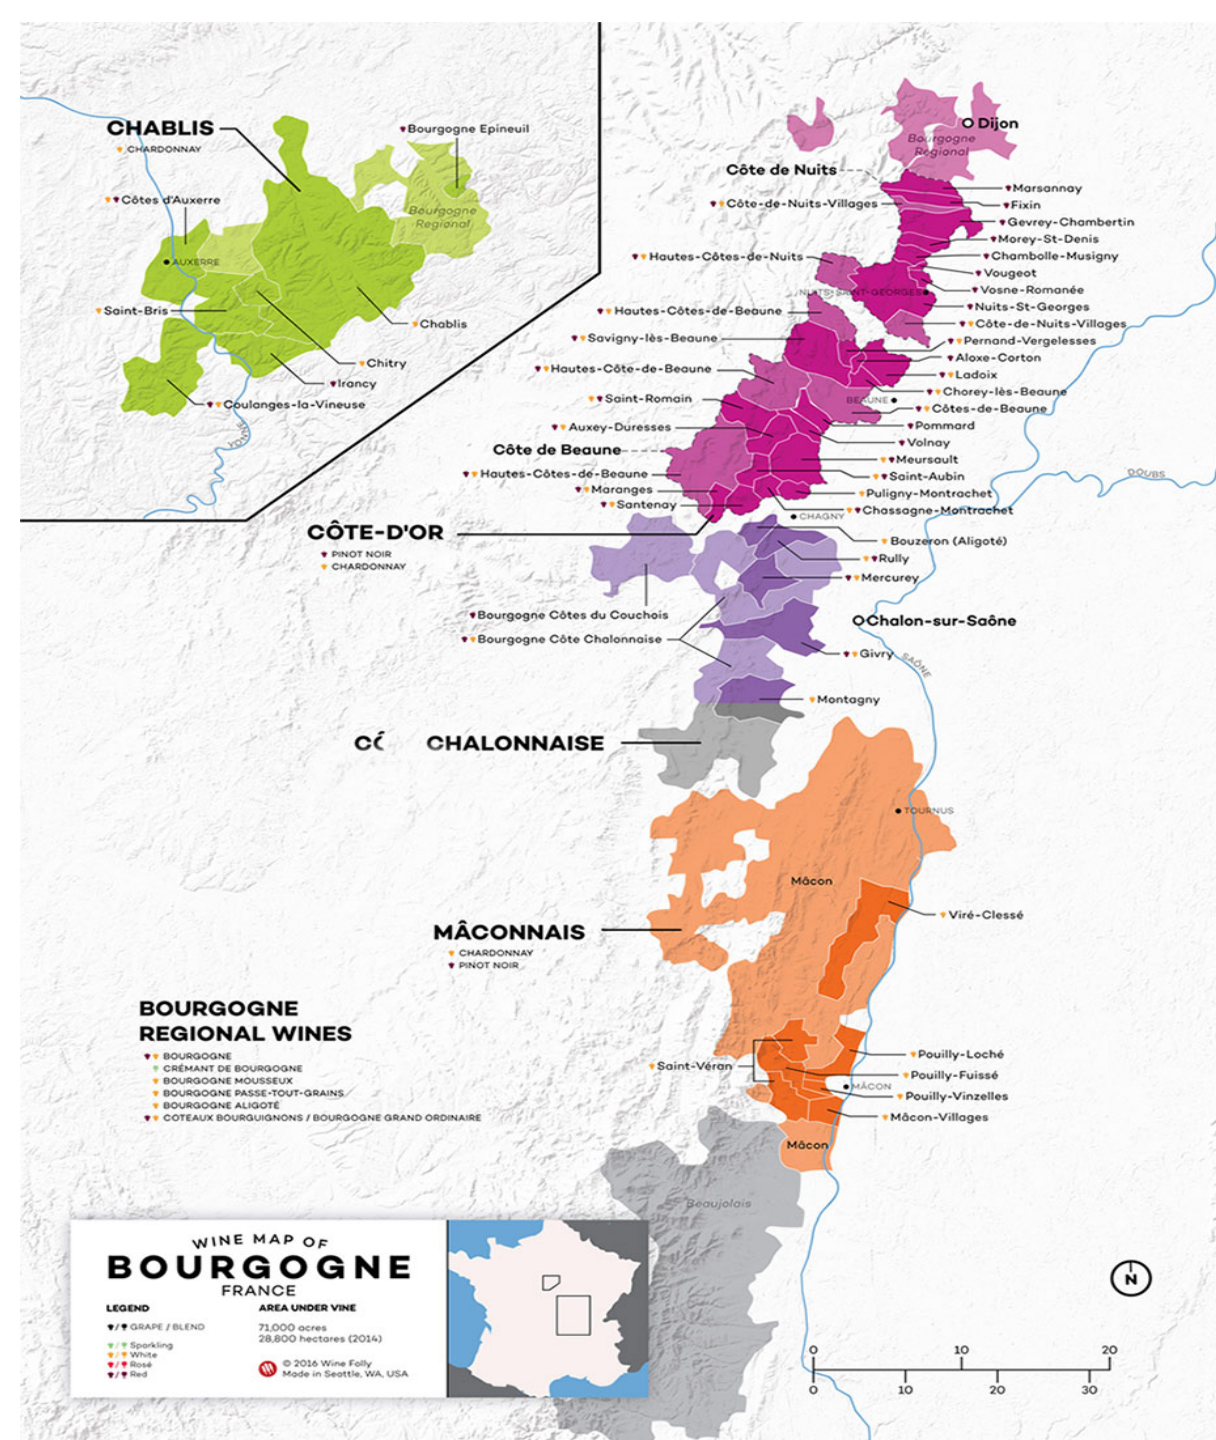 CHABLIS
CHARDONNAY
Bourgogne Epineuil
Côtes d'Auxerre
Bourgogne
Regional
AUXERRE
Saint-Bris
Chablis
Chitry
Irancy
Coulanges-la-Vineuse
YONNE
Dijon
Bourgogne
Regional
Côte de Nuits
Marsannay
Côte-de-Nuits-Villages
Fixin
Gevrey-Chambertin
Morey-St-Denis
Hautes-Côtes-de-Nuits
Chambolle-Musigny
Vougeot
NUITS-SAINT-GEORGES
Vosne-Romanée
Nuits-St-Georges
Hautes-Côtes-de-Beaune
Côte-de-Nuits-Villages
Savigny-lès-Beaune
Pernand-Vergelesses
Aloxe-Corton
Hautes-Côte-de-Beaune
Ladoix
Chorey-lès-Beaune
Saint-Romain
BEAUNE
Côtes-de-Beaune
Auxey-Duresses
Pommard
Volnay
Côte de Beaune
Meursault
Hautes-Côtes-de-Beaune
Saint-Aubin
DOUBS
Maranges
Puligny-Montrachet
Santenay
Chassagne-Montrachet
CHAGNY
CÔTE-D'OR
PINOT NOIR
CHARDONNAY
Bouzeron (Aligoté)
Rully
Mercurey
Bourgogne Côtes du Couchois
Chalon-sur-Saône
Bourgogne Côte Chalonnaise
Givry
SAÔNE
Montagny
CÓ CHALONNAISE
TOURNUS
Mâcon
Viré-Clessé
MÂCONNAIS
CHARDONNAY
PINOT NOIR
BOURGOGNE
REGIONAL WINES
BOURGOGNE
CRÉMANT DE BOURGOGNE
BOURGOGNE MOUSSEUX
BOURGOGNE PASSE-TOUT-GRAINS
BOURGOGNE ALIGOTÉ
COTEAUX BOURGUIGNONS / BOURGOGNE GRAND ORDINAIRE
Pouilly-Loché
Saint-Véran
Pouilly-Fuissé
MÂCON
Pouilly-Vinzelles
Mâcon-Villages
Mâcon
Beaujolais
WINE MAP OF
BOURGOGNE
FRANCE
LEGEND
GRAPE / BLEND
Sparkling
White
Rosé
Red
AREA UNDER VINE
71,000 acres
28,800 hectares (2014)
© 2016 Wine Folly
Made in Seattle, WA, USA
N
0 10 20
0 10 20 30